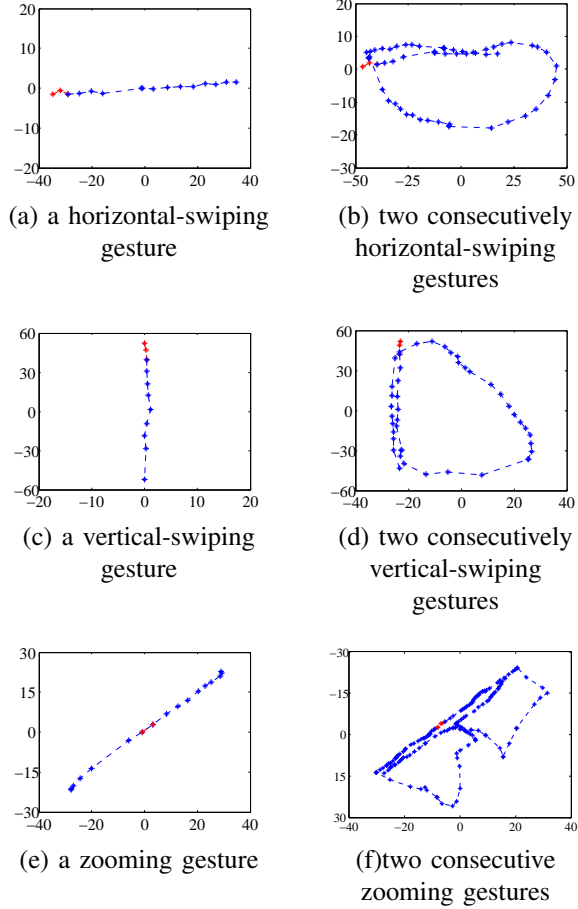 20
10
0
−10
−20
−40 −20 0 20 40
(a) a horizontal-swiping
gesture
20
10
0
−10
−20
−30
−50 −25 0 25 50
(b) two consecutively
horizontal-swiping
gestures
60
30
0
−30
−60
−20 −10 0 10 20
(c) a vertical-swiping
gesture
60
30
0
−30
−60
−40 −20 0 20 40
(d) two consecutively
vertical-swiping
gestures
30
15
0
−15
−30
−40 −20 0 20 40
(e) a zooming gesture
−30
−15
0
15
30
−40 −20 0 20 40
(f)two consecutive
zooming gestures